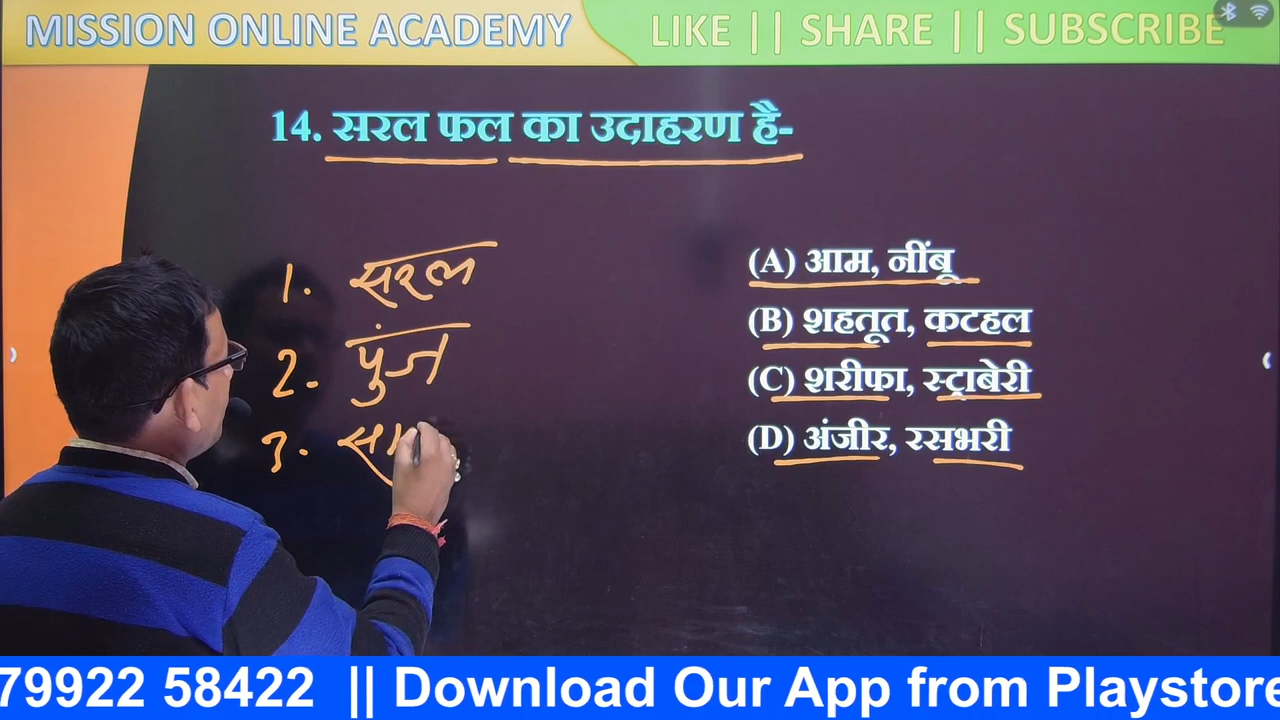 MISSION ONLINE ACADEMY
LIKE || SHARE || SUBSCRIBE
14. सरल फल का उदाहरण है-
1. सरल
2. पुंज
3.
(A) आम, नींबू
(B) शहतूत, कटहल
(C) शरीफा, स्ट्राबेरी
(D) अंजीर, रसभरी
79922 58422 || Download Our App from Playstore